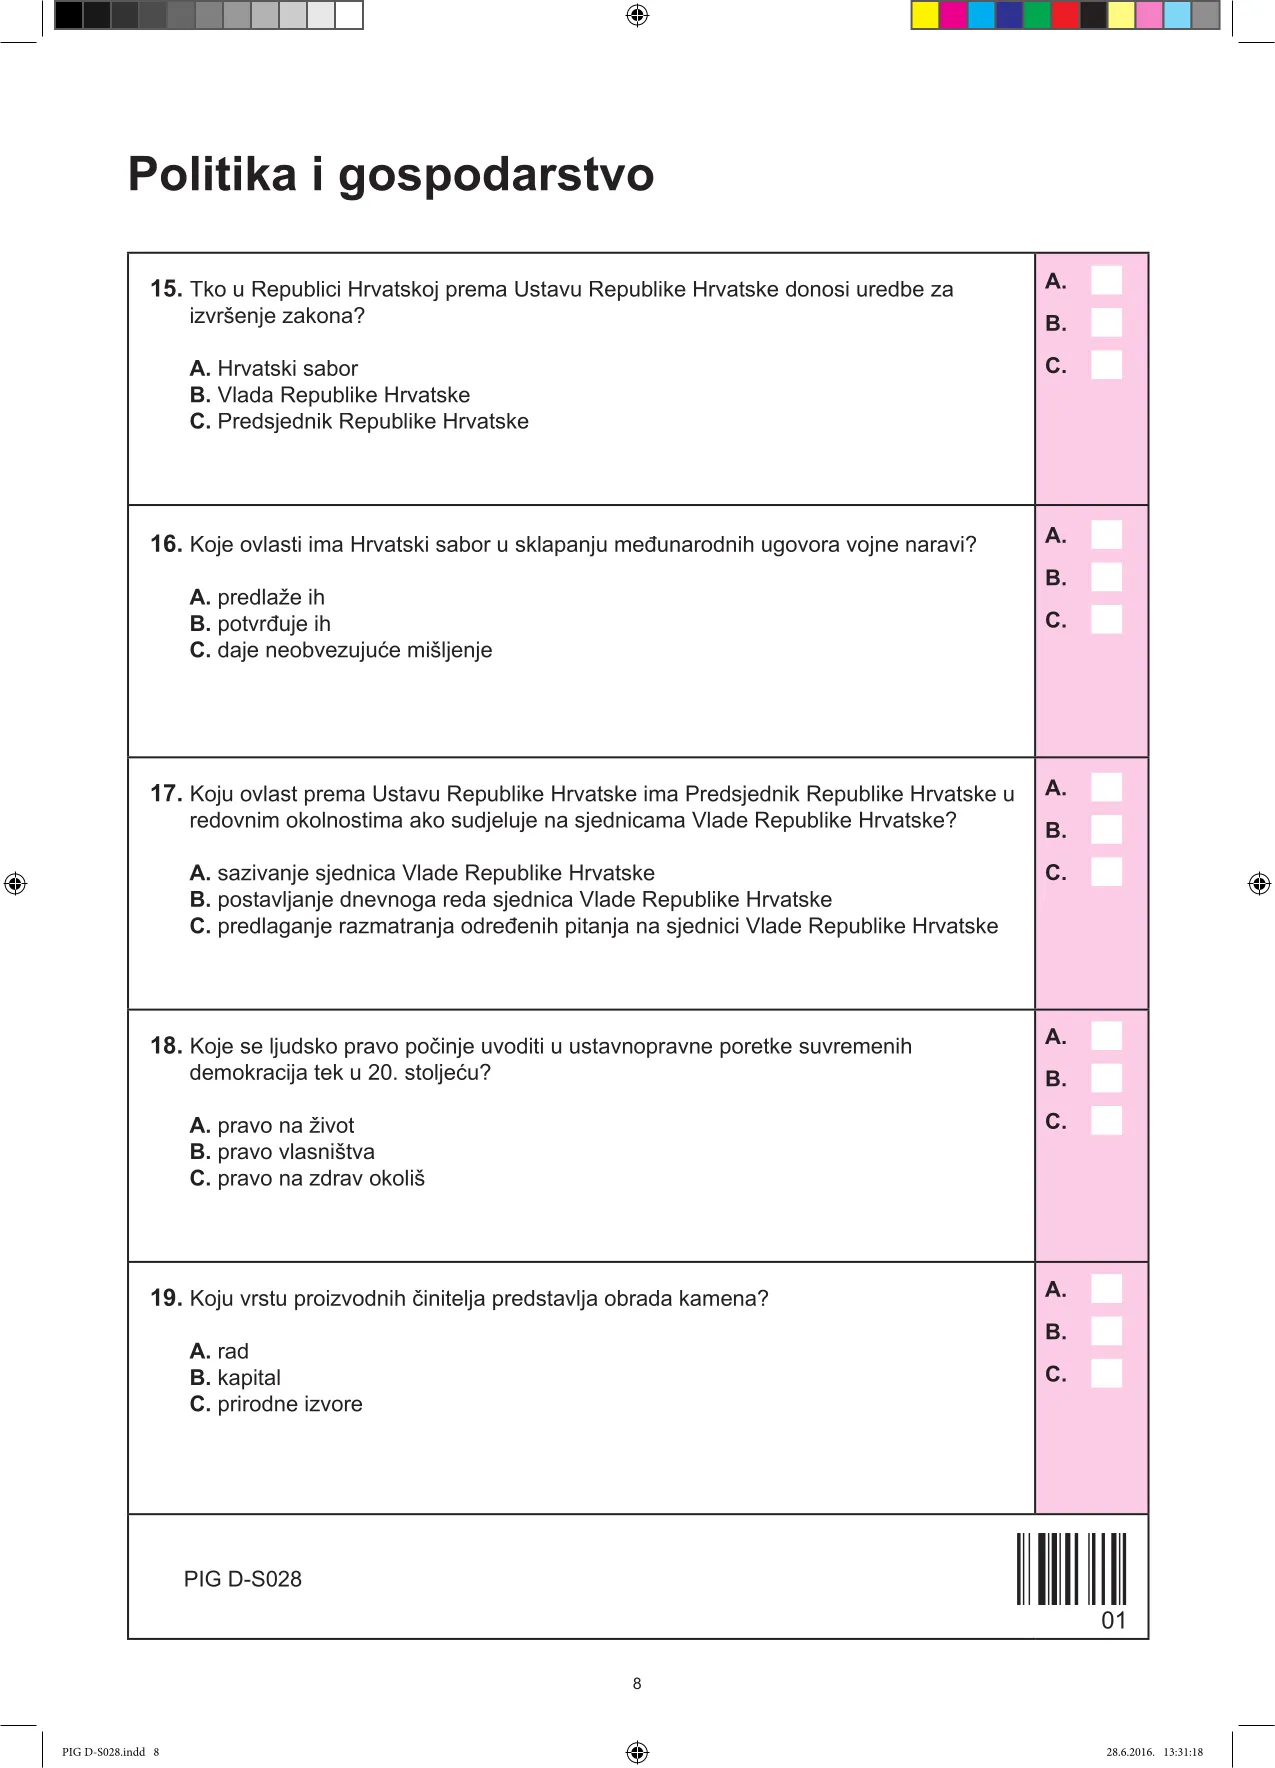 Politika i gospodarstvo
15. Tko u Republici Hrvatskoj prema Ustavu Republike Hrvatske donosi uredbe za
izvršenje zakona?
A. Hrvatski sabor
B. Vlada Republike Hrvatske
C. Predsjednik Republike Hrvatske
A.
B.
C.
16. Koje ovlasti ima Hrvatski sabor u sklapanju međunarodnih ugovora vojne naravi?
A. predlaže ih
B. potvrđuje ih
C. daje neobvezujuće mišljenje
A.
B.
C.
17. Koju ovlast prema Ustavu Republike Hrvatske ima Predsjednik Republike Hrvatske u
redovnim okolnostima ako sudjeluje na sjednicama Vlade Republike Hrvatske?
A. sazivanje sjednica Vlade Republike Hrvatske
B. postavljanje dnevnoga reda sjednica Vlade Republike Hrvatske
C. predlaganje razmatranja određenih pitanja na sjednici Vlade Republike Hrvatske
A.
B.
C.
18. Koje se ljudsko pravo počinje uvoditi u ustavnopravne poretke suvremenih
demokracija tek u 20. stoljeću?
A. pravo na život
B. pravo vlasništva
C. pravo na zdrav okoliš
A.
B.
C.
19. Koju vrstu proizvodnih činitelja predstavlja obrada kamena?
A. rad
B. kapital
C. prirodne izvore
A.
B.
C.
PIG D-S028
01
8
PIG D-S028.indd   8
28.6.2016.   13:31:18